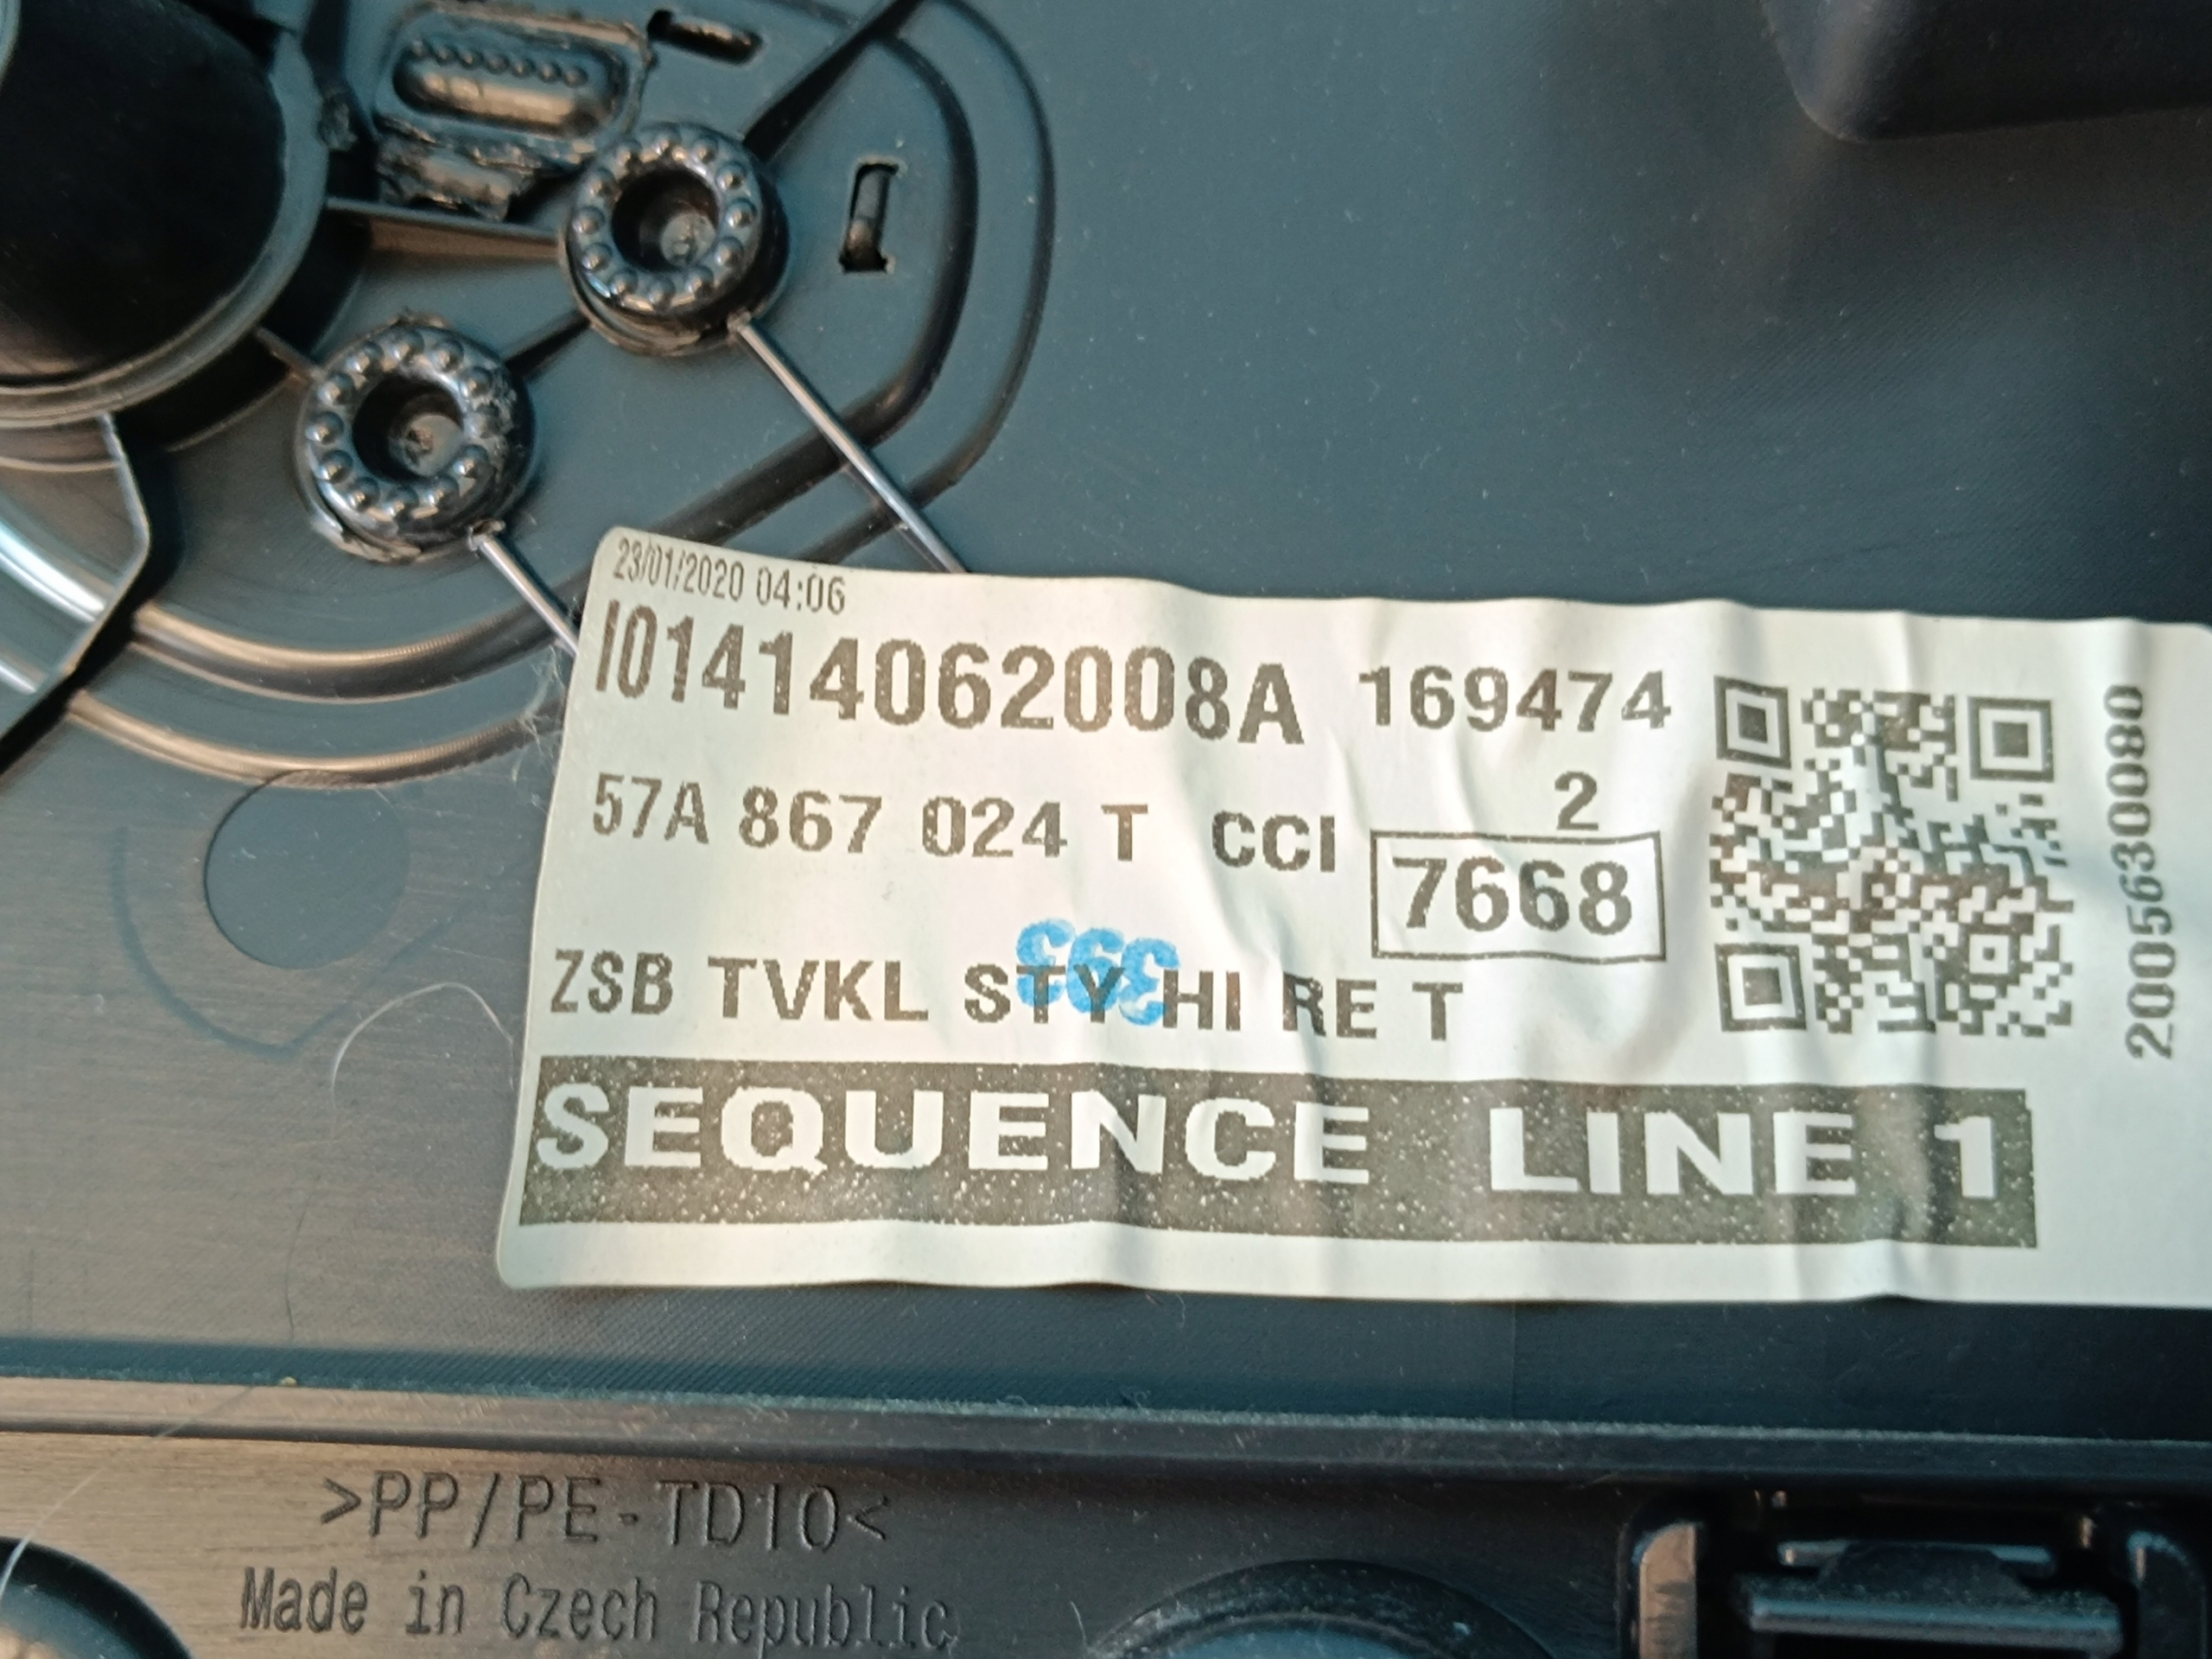 23/01/2020 04:06
I01414062008A 169474
57A 867 024 T CCI 2
7668
393
ZSB TVKL STY HI RE T
SEQUENCE LINE 1
2005630080
>PP/PE-TD10<
Made in Czech Republic